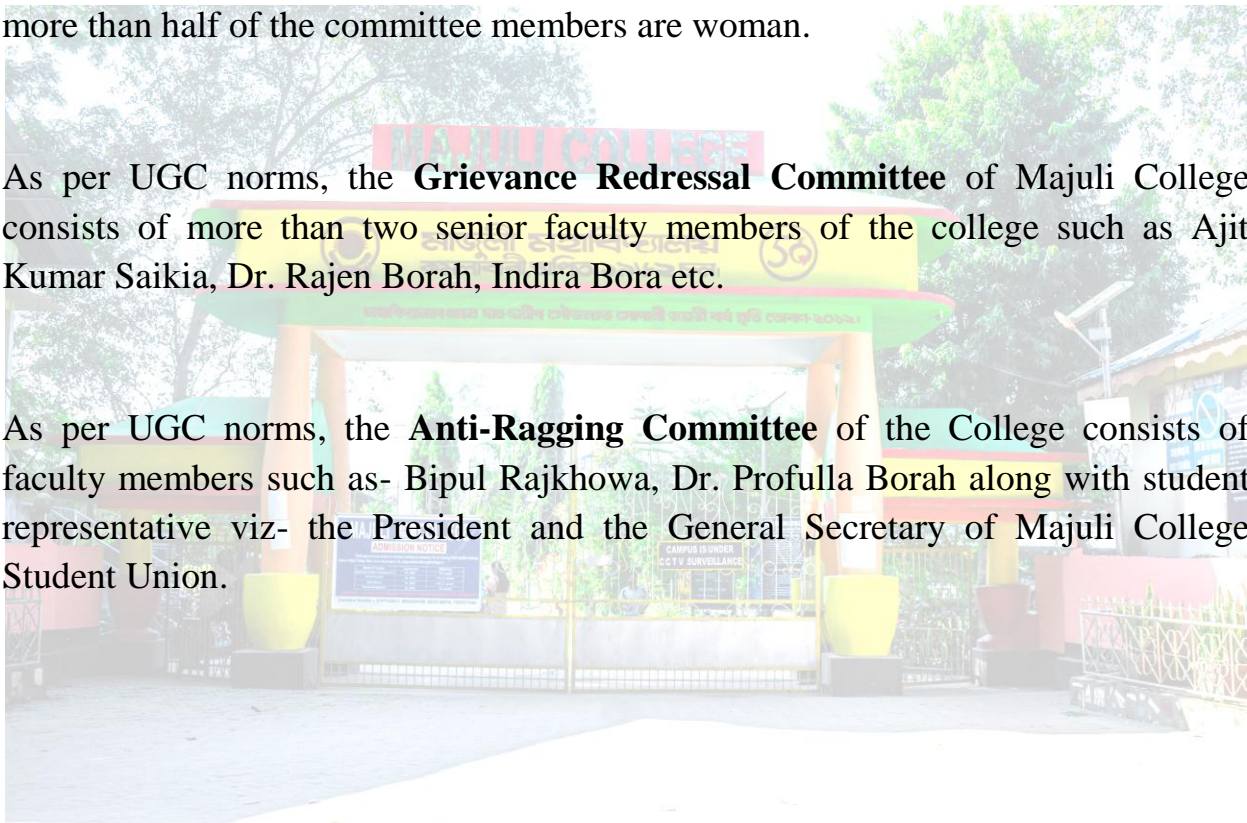 more than half of the committee members are woman.
MAJULI COLLEGE
As per UGC norms, the Grievance Redressal Committee of Majuli College
consists of more than two senior faculty members of the college such as Ajit
Kumar Saikia, Dr. Rajen Borah, Indira Bora etc.
As per UGC norms, the Anti-Ragging Committee of the College consists of
faculty members such as- Bipul Rajkhowa, Dr. Profulla Borah along with student
representative viz- the President and the General Secretary of Majuli College
Student Union.
ADMISSION NOTICE
CAMPUS IS UNDER
CCTV SURVEILLANCE